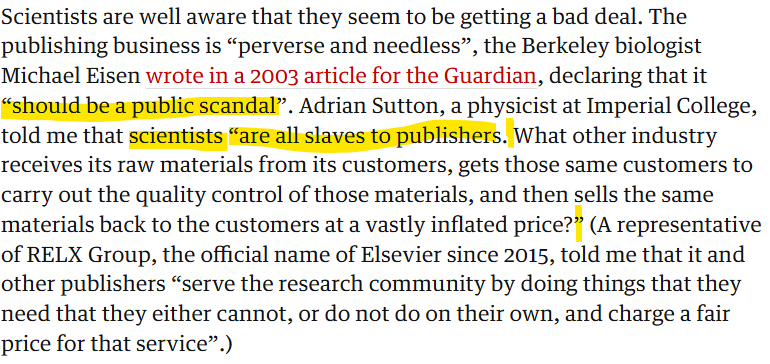 Scientists are well aware that they seem to be getting a bad deal. The
publishing business is “perverse and needless”, the Berkeley biologist
Michael Eisen wrote in a 2003 article for the Guardian, declaring that it
“should be a public scandal”. Adrian Sutton, a physicist at Imperial College,
told me that scientists “are all slaves to publishers. What other industry
receives its raw materials from its customers, gets those same customers to
carry out the quality control of those materials, and then sells the same
materials back to the customers at a vastly inflated price?” (A representative
of RELX Group, the official name of Elsevier since 2015, told me that it and
other publishers “serve the research community by doing things that they
need that they either cannot, or do not do on their own, and charge a fair
price for that service”.)